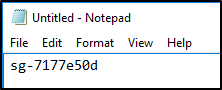 Untitled - Notepad
File Edit Format View Help
sg-7177e50d